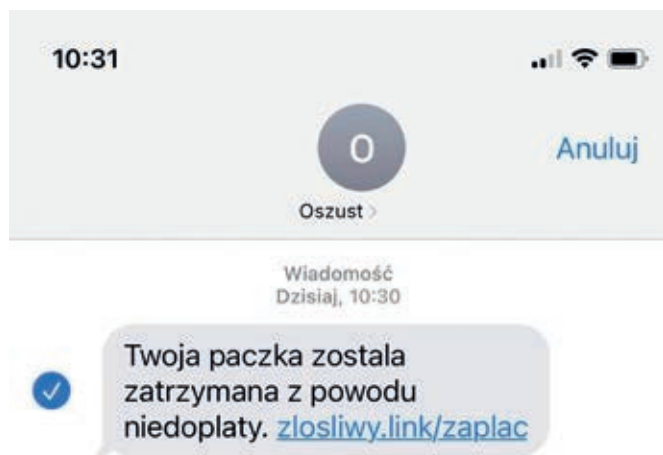 10:31
O
Anuluj
Oszust >
Wiadomość
Dzisiaj, 10:30
Twoja paczka zostala
zatrzymana z powodu
niedoplaty. zlosliwy.link/zaplac